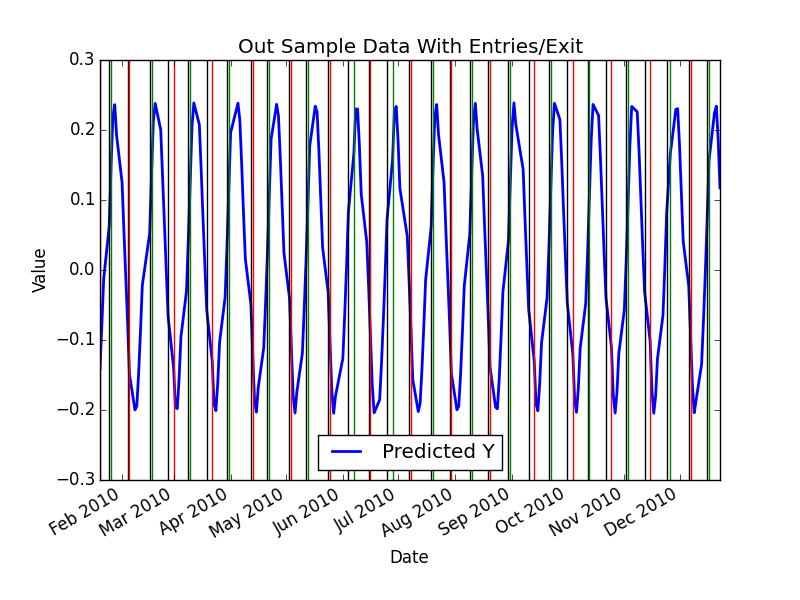 Out Sample Data With Entries/Exit
0.3
0.2
0.1
0.0
−0.1
−0.2
−0.3
Value
Predicted Y
Feb 2010
Mar 2010
Apr 2010
May 2010
Jun 2010
Jul 2010
Aug 2010
Sep 2010
Oct 2010
Nov 2010
Dec 2010
Date